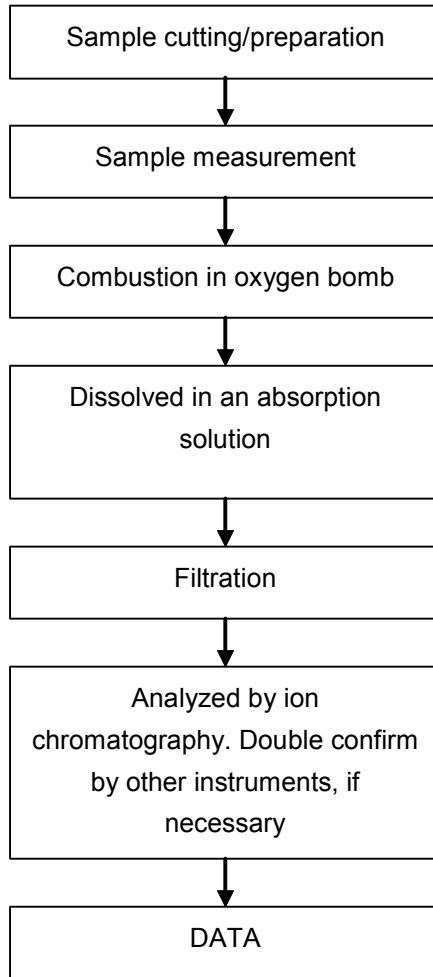 Sample cutting/preparation
Sample measurement
Combustion in oxygen bomb
Dissolved in an absorption
solution
Filtration
Analyzed by ion
chromatography. Double confirm
by other instruments, if
necessary
DATA